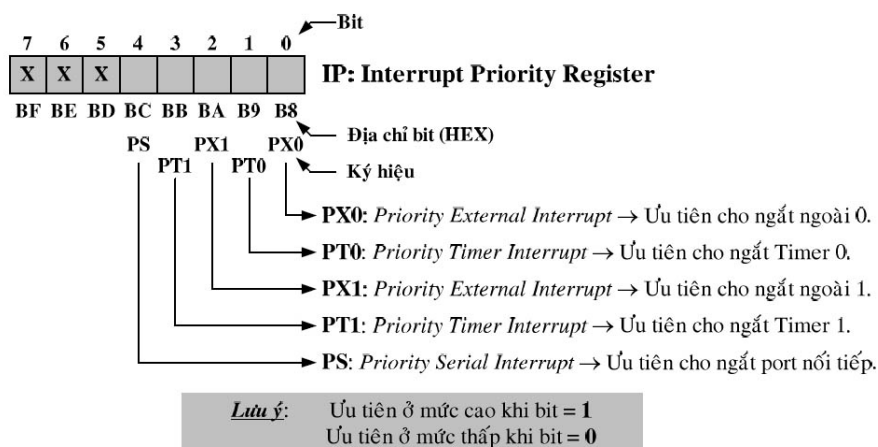 Bit
7 6 5 4 3 2 1 0
X X X
IP: Interrupt Priority Register
BF BE BD BC BB BA B9 B8
Địa chỉ bit (HEX)
PS PX1 PX0
PT1 PT0
Ký hiệu
PX0: Priority External Interrupt → Ưu tiên cho ngắt ngoài 0.
PT0: Priority Timer Interrupt → Ưu tiên cho ngắt Timer 0.
PX1: Priority External Interrupt → Ưu tiên cho ngắt ngoài 1.
PT1: Priority Timer Interrupt → Ưu tiên cho ngắt Timer 1.
PS: Priority Serial Interrupt → Ưu tiên cho ngắt port nối tiếp.
Lưu ý: Ưu tiên ở mức cao khi bit = 1
Ưu tiên ở mức thấp khi bit = 0